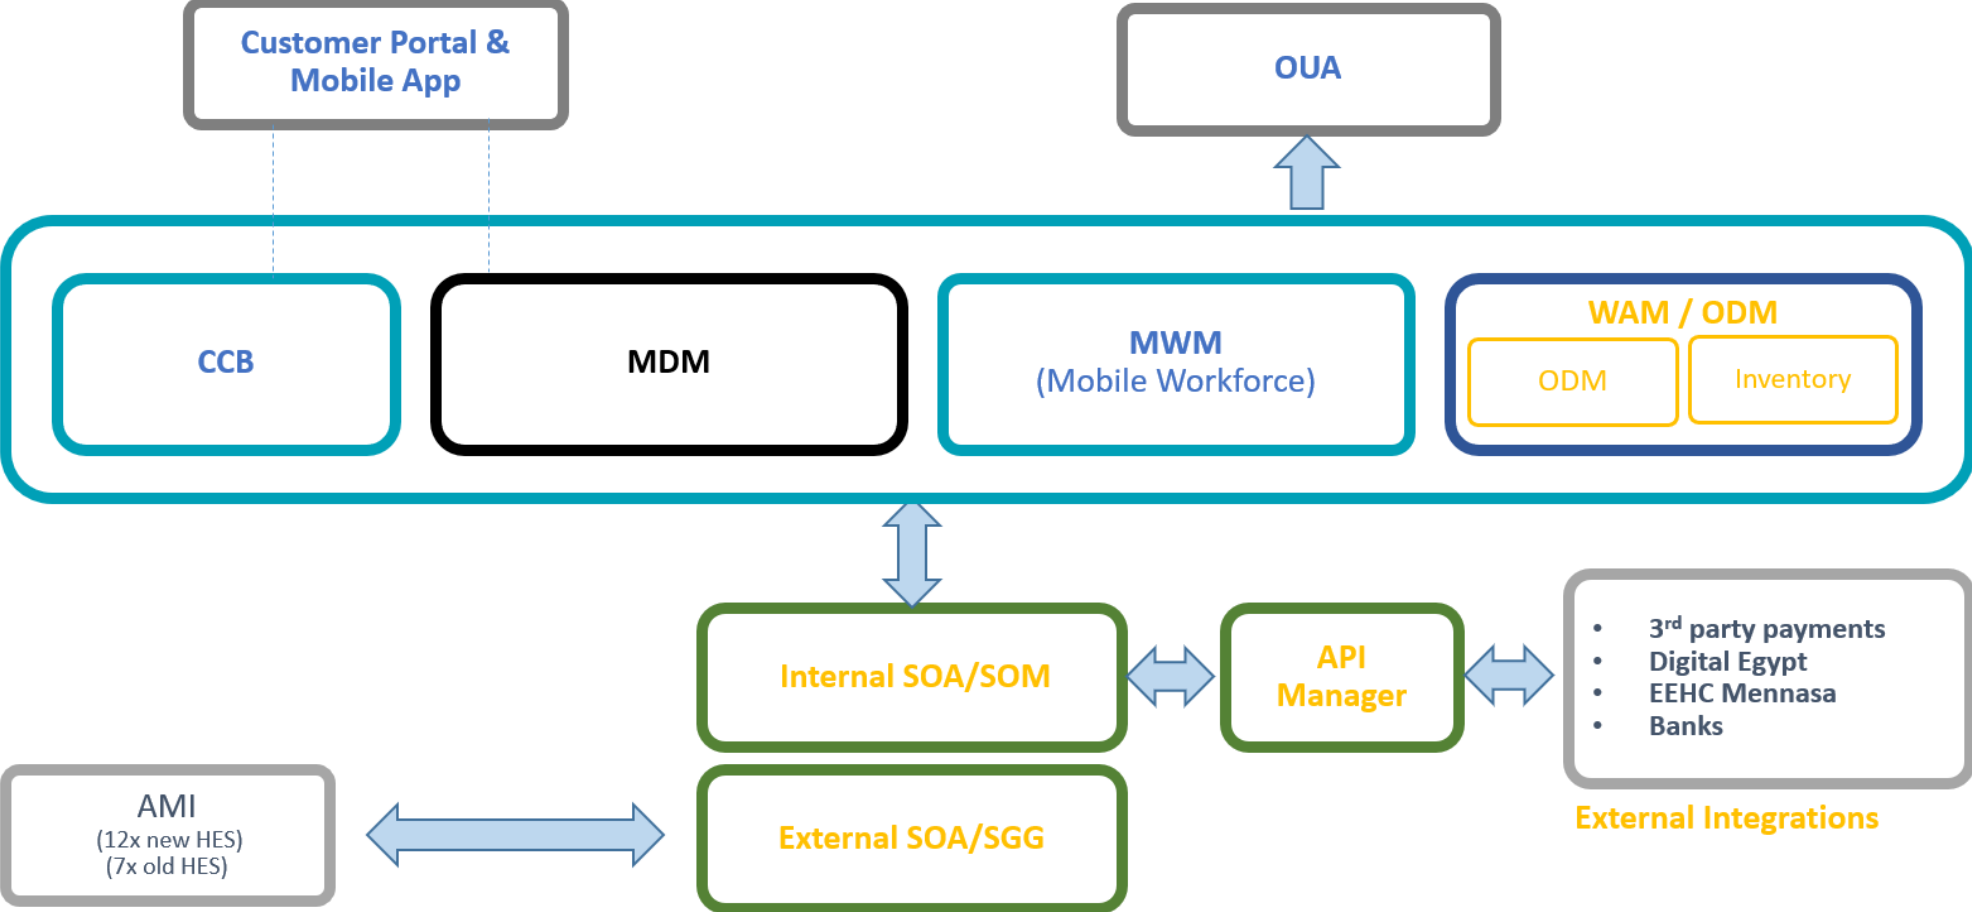 Customer Portal &
Mobile App
OUA
CCB
MDM
MWM
(Mobile Workforce)
WAM / ODM
ODM
Inventory
Internal SOA/SOM
API
Manager
• 3rd party payments
• Digital Egypt
• EEHC Mennasa
• Banks
External Integrations
AMI
(12x new HES)
(7x old HES)
External SOA/SGG